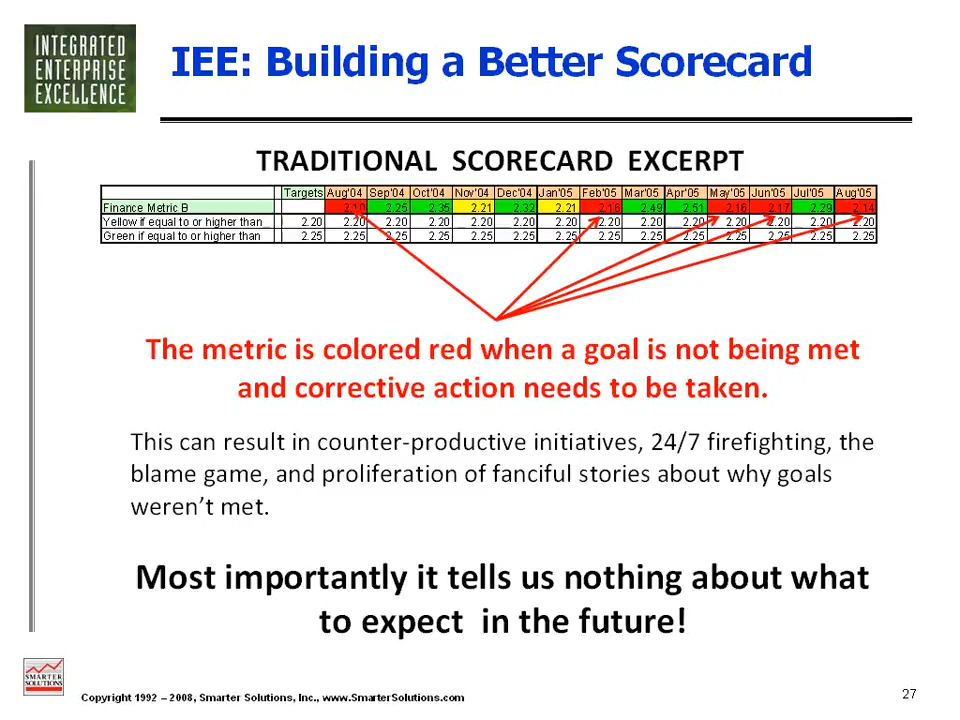 INTEGRATED
ENTERPRISE
EXCELLENCE
IEE: Building a Better Scorecard
TRADITIONAL SCORECARD EXCERPT
Targets Aug'04 Sep'04 Oct'04 Nov'04 Dec'04 Jan'05 Feb'05 Mar'05 Apr'05 May'05 Jun'05 Jul'05 Aug'05
Finance Metric B 2.10 2.25 2.35 2.21 2.32 2.21 2.16 2.49 2.51 2.16 2.17 2.29 2.14
Yellow if equal to or higher than 2.20 2.20 2.20 2.20 2.20 2.20 2.20 2.20 2.20 2.20 2.20 2.20 2.20 2.20
Green if equal to or higher than 2.25 2.25 2.25 2.25 2.25 2.25 2.25 2.25 2.25 2.25 2.25 2.25 2.25 2.25
The metric is colored red when a goal is not being met
and corrective action needs to be taken.
This can result in counter-productive initiatives, 24/7 firefighting, the
blame game, and proliferation of fanciful stories about why goals
weren't met.
Most importantly it tells us nothing about what
to expect in the future!
SMARTER
SOLUTIONS
Copyright 1992 – 2008, Smarter Solutions, Inc., www.SmarterSolutions.com
27